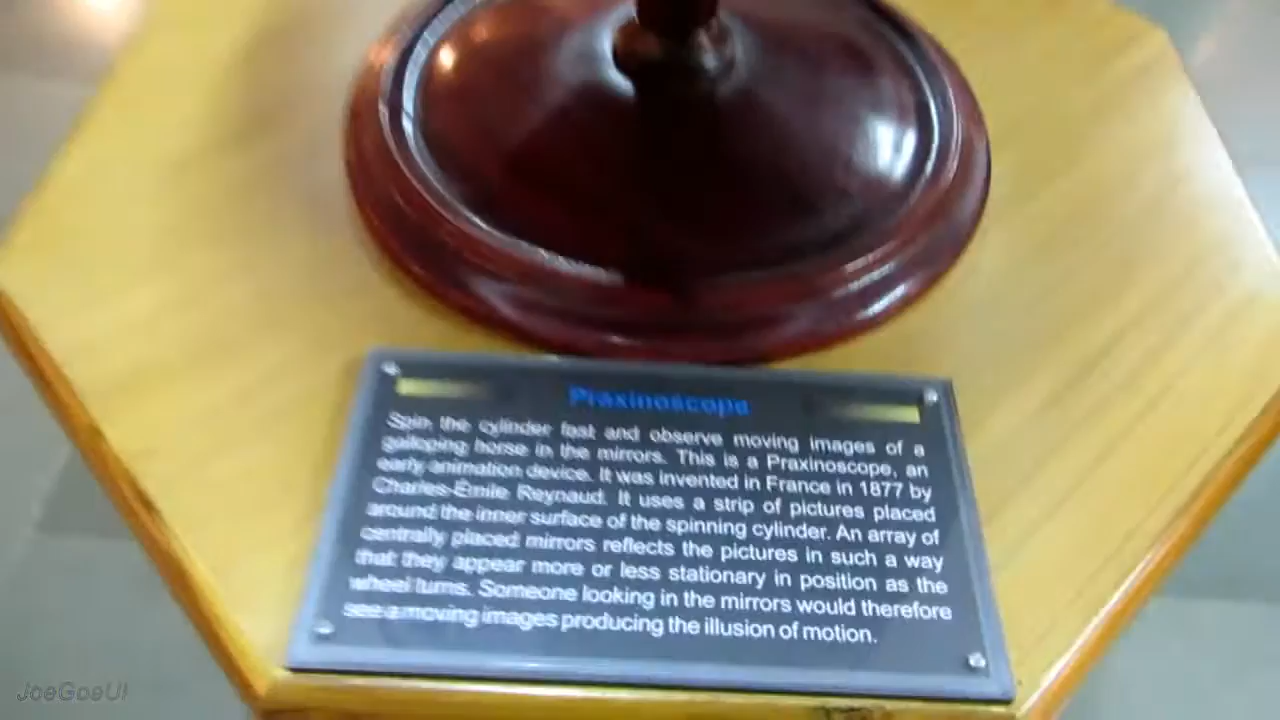 Praxinoscope
Spin the cylinder fast and observe moving images of a
galloping horse in the mirrors. This is a Praxinoscope, an
early animation device. It was invented in France in 1877 by
Charles-Émile Reynaud. It uses a strip of pictures placed
around the inner surface of the spinning cylinder. An array of
centrally placed mirrors reflects the pictures in such a way
that they appear more or less stationary in position as the
wheel turns. Someone looking in the mirrors would therefore
see a moving images producing the illusion of motion.
JoeGoeUl